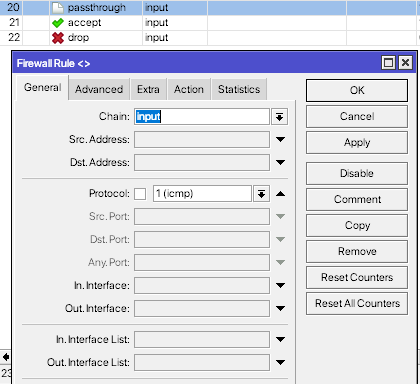 20 passthrough input
21 accept input
22 drop input
Firewall Rule <>
General Advanced Extra Action Statistics
Chain: input
Src. Address:
Dst. Address:
Protocol: 1 (icmp)
Src. Port:
Dst. Port:
Any. Port:
In. Interface:
Out. Interface:
In. Interface List:
Out. Interface List:
OK
Cancel
Apply
Disable
Comment
Copy
Remove
Reset Counters
Reset All Counters
23